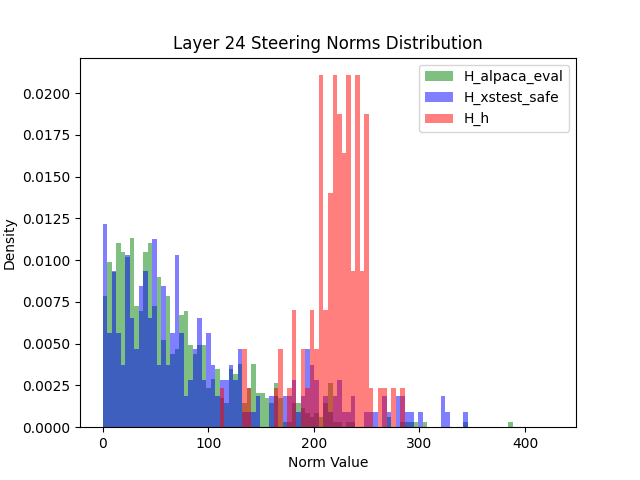 Layer 24 Steering Norms Distribution
H_alpaca_eval
H_xstest_safe
H_h
Density
0.0200
0.0175
0.0150
0.0125
0.0100
0.0075
0.0050
0.0025
0.0000
0 100 200 300 400
Norm Value